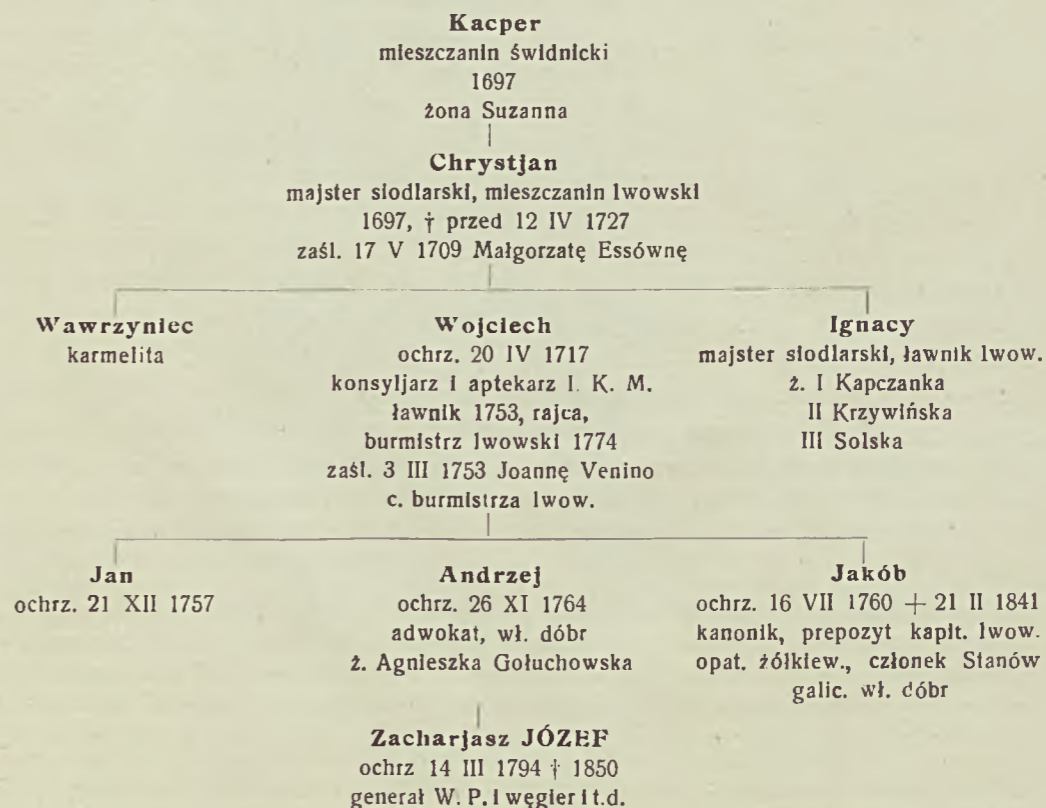 Kacper
mieszczanin świdnicki
1697
żona Suzanna
Chrystjan
majster siodlarski, mieszczanin lwowski
1697, † przed 12 IV 1727
zaśl. 17 V 1709 Małgorzatę Essównę
Wawrzyniec
karmelita
Wojciech
ochrz. 20 IV 1717
konsyljarz i aptekarz I. K. M.
ławnik 1753, rajca,
burmistrz lwowski 1774
zaśl. 3 III 1753 Joannę Venino
c. burmistrza lwow.
Ignacy
majster siodlarski, ławnik lwow.
ż. I Kapczanka
II Krzywińska
III Solska
Jan
ochrz. 21 XII 1757
Andrzej
ochrz. 26 XI 1764
adwokat, wł. dóbr
ż. Agnieszka Gołuchowska
Jakób
ochrz. 16 VII 1760 + 21 II 1841
kanonik, prepozyt kapit. lwow.
opat. żółkiew., członek Stanów
galic. wł. dóbr
Zacharjasz JÓZEF
ochrz 14 III 1794 † 1850
generał W. P. i węgier i t.d.